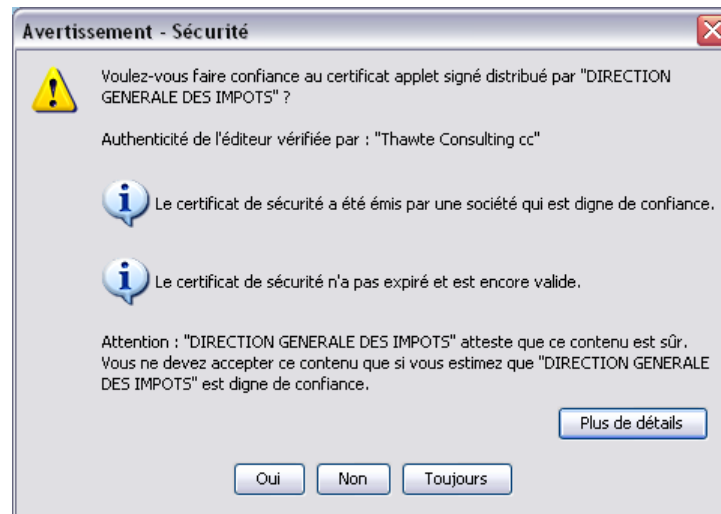 Avertissement - Sécurité
Voulez-vous faire confiance au certificat applet signé distribué par "DIRECTION
GENERALE DES IMPOTS" ?
Authenticité de l'éditeur vérifiée par : "Thawte Consulting cc"
Le certificat de sécurité a été émis par une société qui est digne de confiance.
Le certificat de sécurité n'a pas expiré et est encore valide.
Attention : "DIRECTION GENERALE DES IMPOTS" atteste que ce contenu est sûr.
Vous ne devez accepter ce contenu que si vous estimez que "DIRECTION GENERALE
DES IMPOTS" est digne de confiance.
Plus de détails
Oui Non Toujours